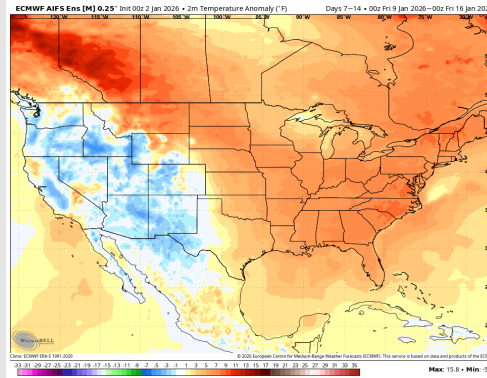 ECMWF AIFS Ens [M] 0.25° Init 00z 2 Jan 2026 • 2m Temperature Anomaly (°F) Days 7−14 • 00z Fri 9 Jan 2026−00z Fri 16 Jan 202
120°W 115°W 110°W 105°W 100°W 95°W 90°W 85°W 80°W 75°W 70°W
WeatherBELL
Climo: ECMWF ERA-5 1991-2020 © 2026 European Centre for Medium-Range Weather Forecasts (ECMWF). This service is based on data and products of the EC
-33 -31 -29 -27 -25 -23 -21 -19 -17 -15 -13 -11 -9 -7 -5 -3 -1 1 3 5 7 9 11 13 15 17 19 21 23 25 27 29 31 33 35
Max: 15.8 • Min: -5